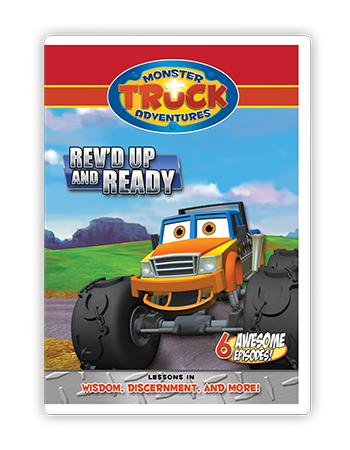 MONSTER
TRUCK
ADVENTURES
REV'D UP
AND READY
6 AWESOME
EPISODES!
LESSONS IN
WISDOM, DISCERNMENT, AND MORE!